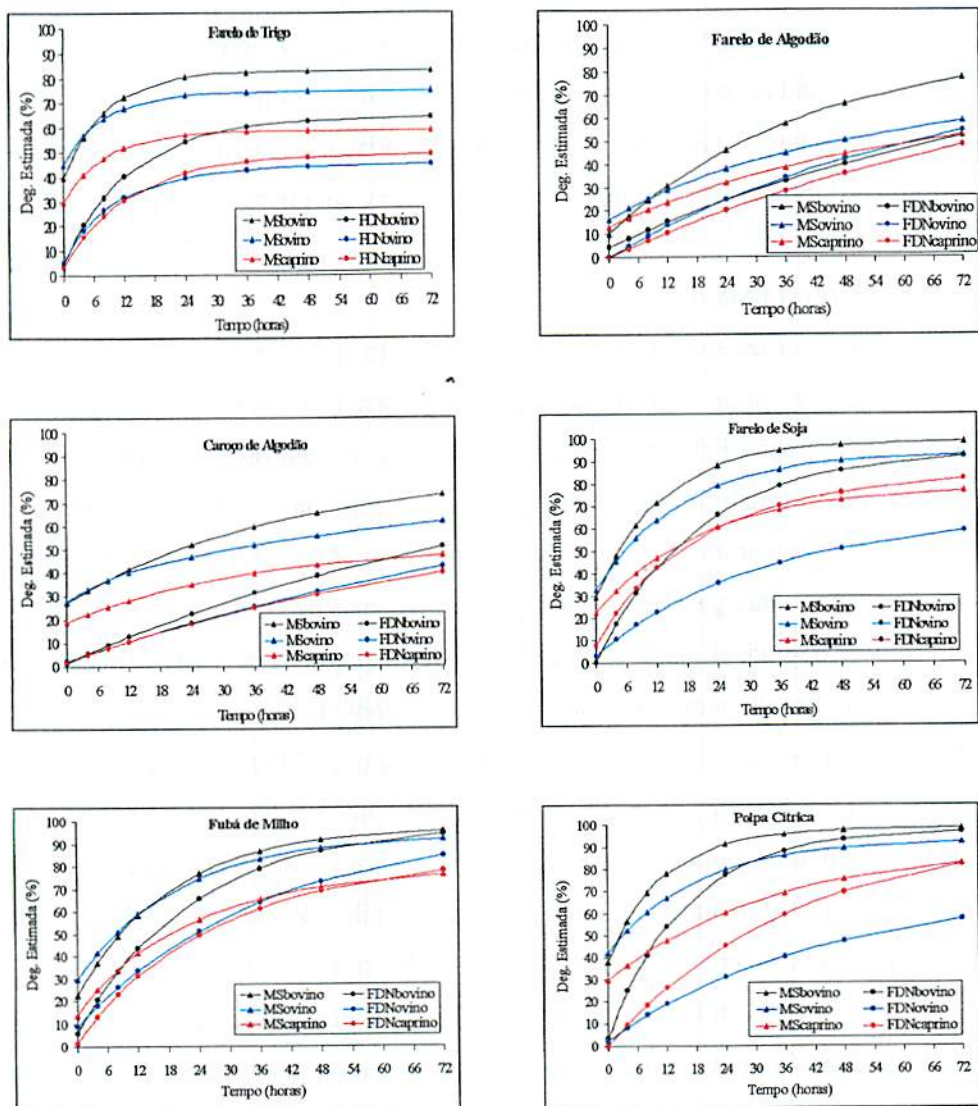 Farelo de Trigo
100
90
80
70
60
50
40
30
20
10
0
Deg. Estimada (%)
MSbovino FDNbovino
MSovino FDNovino
MScaprino FDNcaprino
0 6 12 18 24 30 36 42 48 54 60 66 72
Tempo (horas)
Farelo de Algodão
100
90
80
70
60
50
40
30
20
10
0
Deg. Estimada (%)
MSbovino FDNbovino
MSovino FDNovino
MScaprino FDNcaprino
0 6 12 18 24 30 36 42 48 54 60 66 72
Tempo (horas)
Caroço de Algodão
100
90
80
70
60
50
40
30
20
10
0
Deg. Estimada (%)
MSbovino FDNbovino
MSovino FDNovino
MScaprino FDNcaprino
0 6 12 18 24 30 36 42 48 54 60 66 72
Tempo (horas)
Farelo de Soja
100
90
80
70
60
50
40
30
20
10
0
Deg. Estimada (%)
MSbovino FDNbovino
MSovino FDNovino
MScaprino FDNcaprino
0 6 12 18 24 30 36 42 48 54 60 66 72
Tempo (horas)
Fubá de Milho
100
90
80
70
60
50
40
30
20
10
0
Deg. Estimada (%)
MSbovino FDNbovino
MSovino FDNovino
MScaprino FDNcaprino
0 6 12 18 24 30 36 42 48 54 60 66 72
Tempo (horas)
Polpa Cítrica
100
90
80
70
60
50
40
30
20
10
0
Deg. Estimada (%)
MSbovino FDNbovino
MSovino FDNovino
MScaprino FDNcaprino
0 6 12 18 24 30 36 42 48 54 60 66 72
Tempo (horas)